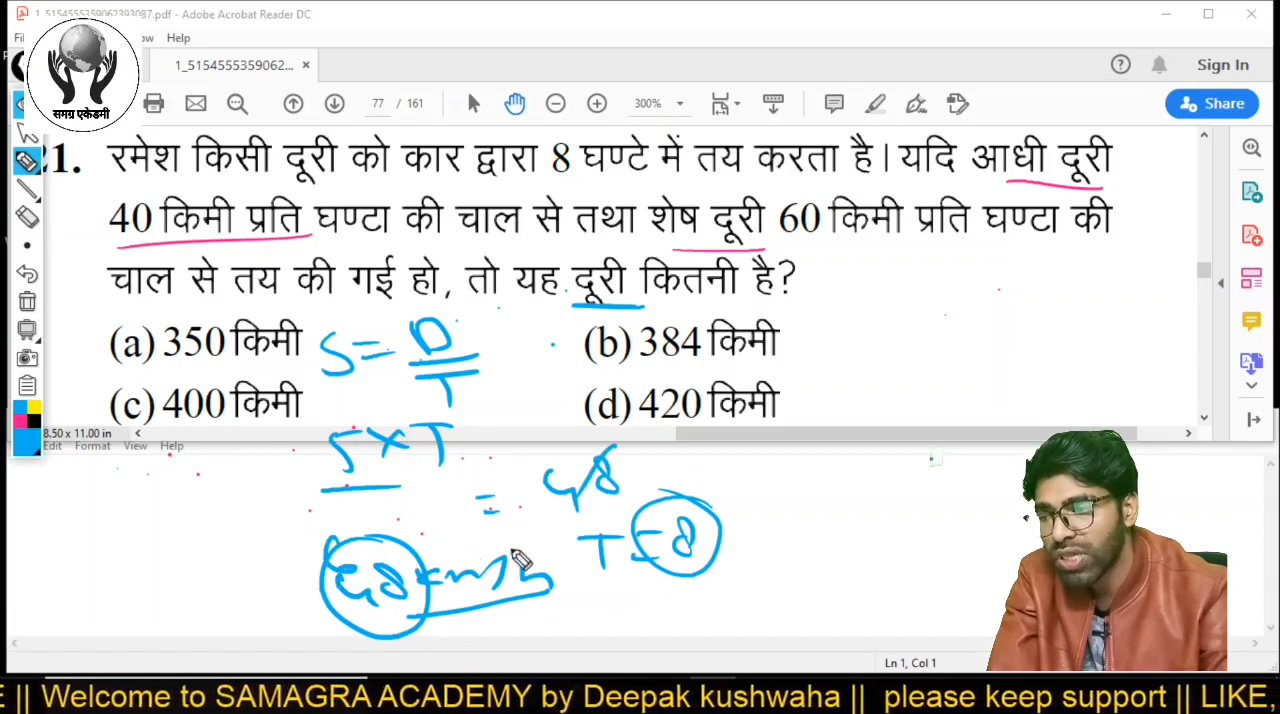 1_5154555359062393087.pdf - Adobe Acrobat Reader DC
ow Help
1_5154555359062... ×
Sign In
समग्र एकेडमी
77 / 161
300%
Share
21. रमेश किसी दूरी को कार द्वारा 8 घण्टे में तय करता है। यदि आधी दूरी
40 किमी प्रति घण्टा की चाल से तथा शेष दूरी 60 किमी प्रति घण्टा की
चाल से तय की गई हो, तो यह दूरी कितनी है?
(a) 350 किमी (b) 384 किमी
(c) 400 किमी (d) 420 किमी
S = D
T
8.50 x 11.00 in
Edit Format View Help
S × T
= 48
T = 8
48 km/h
Ln 1, Col 1
E || Welcome to SAMAGRA ACADEMY by Deepak kushwaha || please keep support || LIKE,